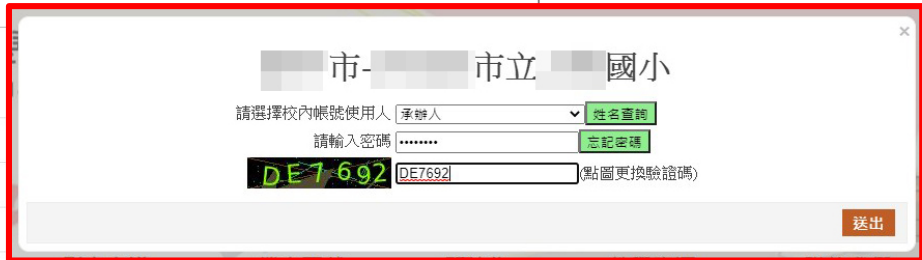 ×
市- 市立 國小
請選擇校內帳號使用人 承辦人 姓名查詢
請輸入密碼 •••••••• 忘記密碼
DE7692 DE7692 (點圖更換驗證碼)
送出